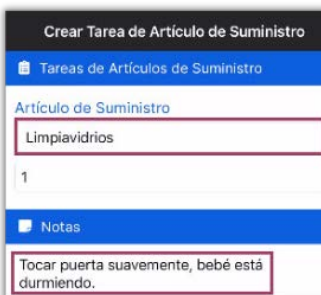 Crear Tarea de Artículo de Suministro
Tareas de Artículos de Suministro
Artículo de Suministro
Limpiavidrios
1
Notas
Tocar puerta suavemente, bebé está
durmiendo.